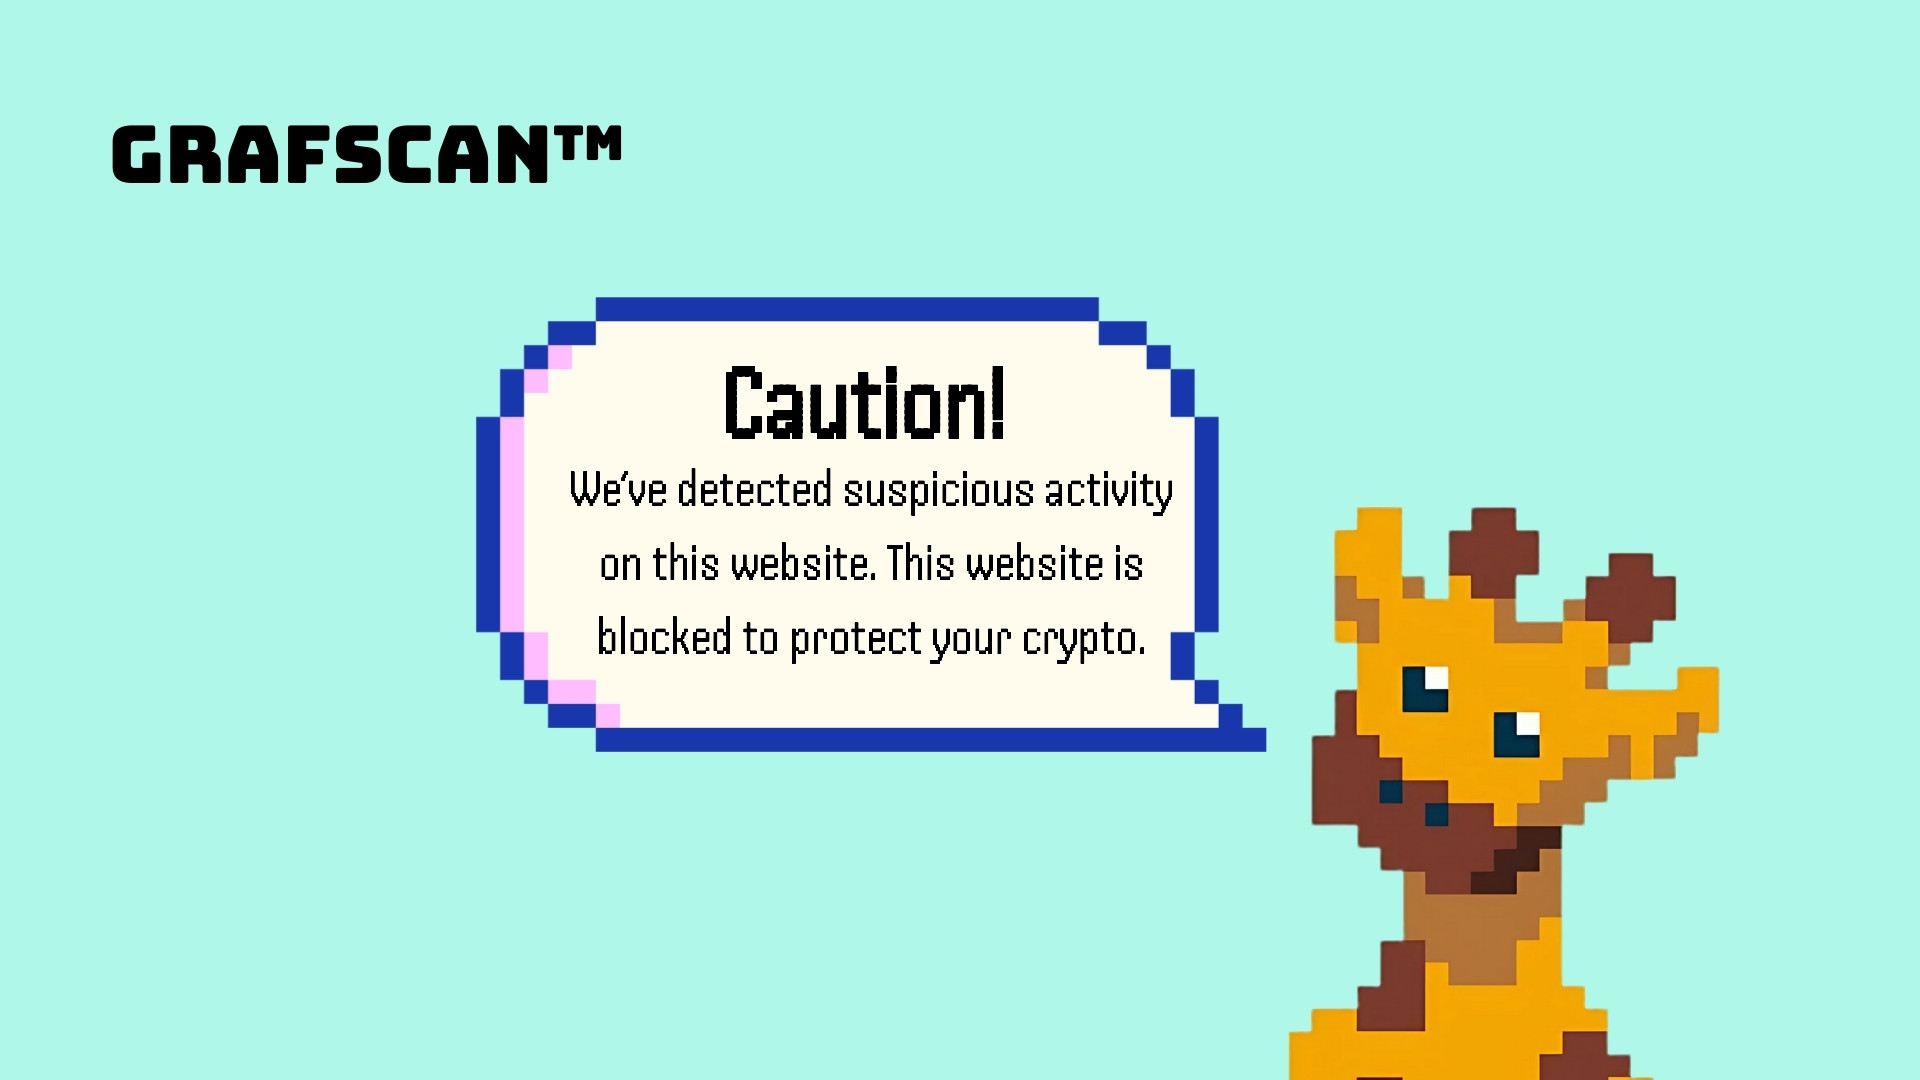 GRAFSCAN™
Caution!
We've detected suspicious activity
on this website. This website is
blocked to protect your crypto.